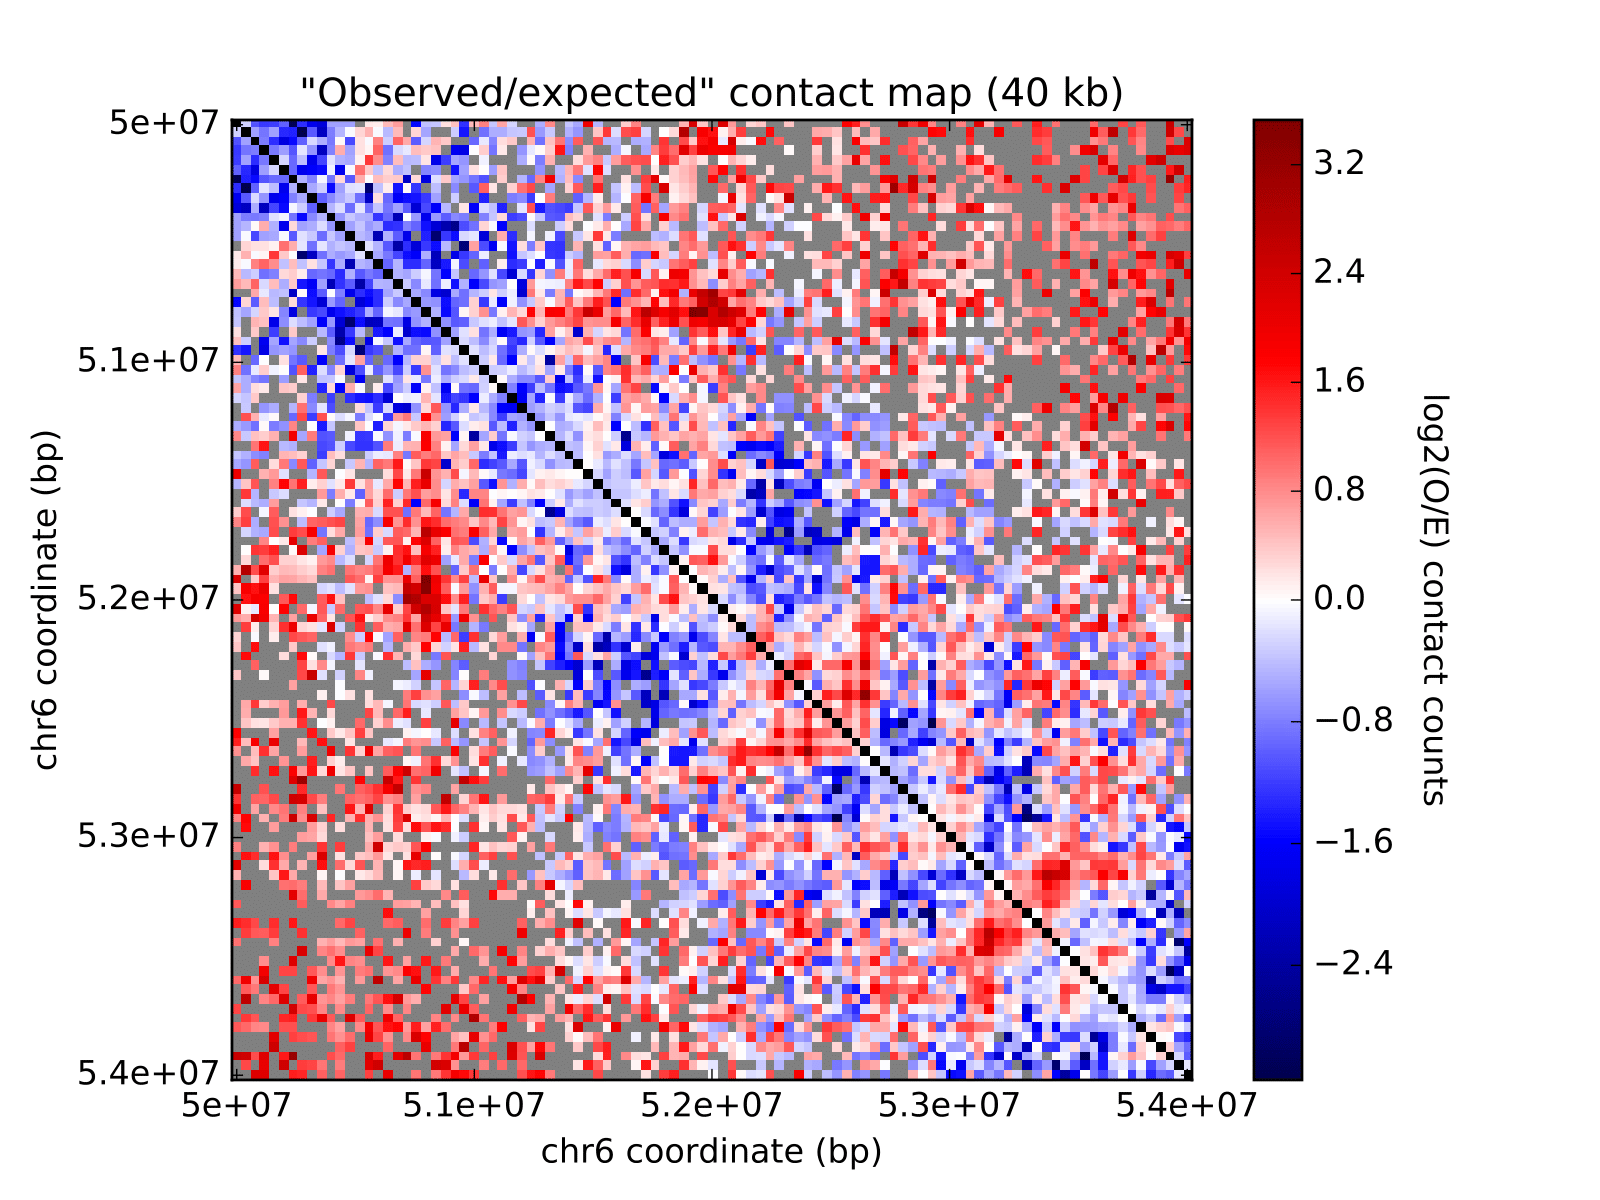 "Observed/expected" contact map (40 kb)
5e+07
5.1e+07
5.2e+07
5.3e+07
5.4e+07
chr6 coordinate (bp)
5e+07
5.1e+07
5.2e+07
5.3e+07
5.4e+07
chr6 coordinate (bp)
3.2
2.4
1.6
0.8
0.0
−0.8
−1.6
−2.4
log2(O/E) contact counts